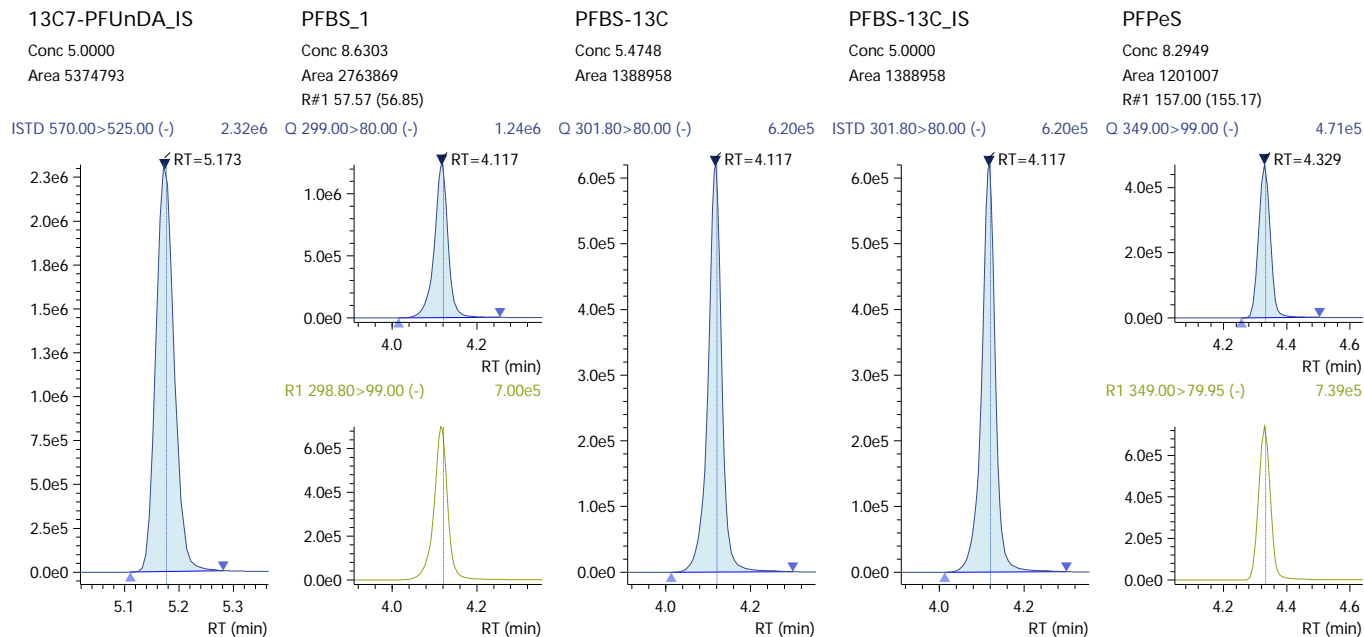 13C7-PFUnDA_IS
Conc 5.0000
Area 5374793
ISTD 570.00>525.00 (-) 2.32e6
RT=5.173
2.3e6
2.0e6
1.8e6
1.5e6
1.3e6
1.0e6
7.5e5
5.0e5
2.5e5
0.0e0
5.1 5.2 5.3
RT (min)
PFBS_1
Conc 8.6303
Area 2763869
R#1 57.57 (56.85)
Q 299.00>80.00 (-) 1.24e6
RT=4.117
1.0e6
5.0e5
0.0e0
4.0 4.2
RT (min)
R1 298.80>99.00 (-) 7.00e5
6.0e5
4.0e5
2.0e5
0.0e0
4.0 4.2
RT (min)
PFBS-13C
Conc 5.4748
Area 1388958
Q 301.80>80.00 (-) 6.20e5
RT=4.117
6.0e5
5.0e5
4.0e5
3.0e5
2.0e5
1.0e5
0.0e0
4.0 4.2
RT (min)
PFBS-13C_IS
Conc 5.0000
Area 1388958
ISTD 301.80>80.00 (-) 6.20e5
RT=4.117
6.0e5
5.0e5
4.0e5
3.0e5
2.0e5
1.0e5
0.0e0
4.0 4.2
RT (min)
PFPeS
Conc 8.2949
Area 1201007
R#1 157.00 (155.17)
Q 349.00>99.00 (-) 4.71e5
RT=4.329
4.0e5
2.0e5
0.0e0
4.2 4.4 4.6
RT (min)
R1 349.00>79.95 (-) 7.39e5
6.0e5
4.0e5
2.0e5
0.0e0
4.2 4.4 4.6
RT (min)